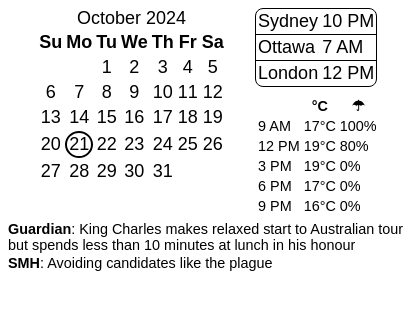 October 2024
Su Mo Tu We Th Fr Sa
1 2 3 4 5
6 7 8 9 10 11 12
13 14 15 16 17 18 19
20 21 22 23 24 25 26
27 28 29 30 31
Sydney 10 PM
Ottawa 7 AM
London 12 PM
°C ☂
9 AM 17°C 100%
12 PM 19°C 80%
3 PM 19°C 0%
6 PM 17°C 0%
9 PM 16°C 0%
Guardian: King Charles makes relaxed start to Australian tour
but spends less than 10 minutes at lunch in his honour
SMH: Avoiding candidates like the plague